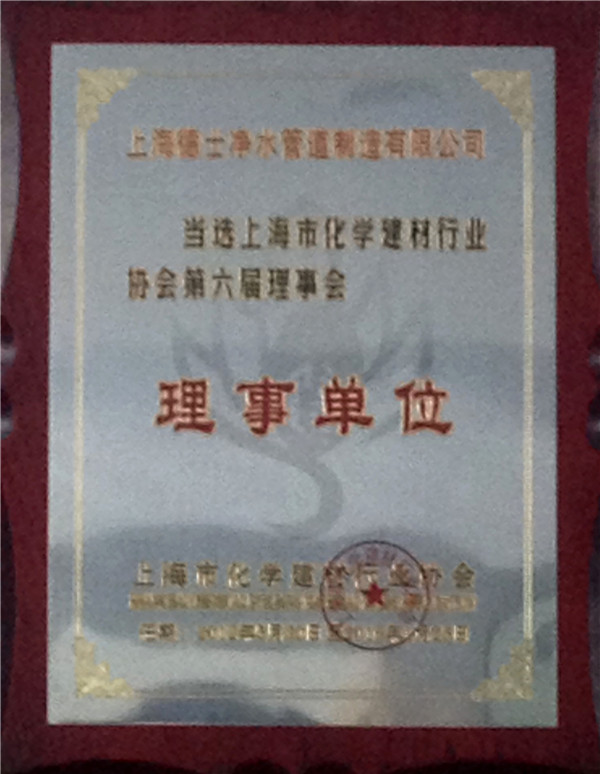 上海德士净水管道制造有限公司
当选上海市化学建材行业
协会第六届理事会
理事单位
上海市化学建材行业协会